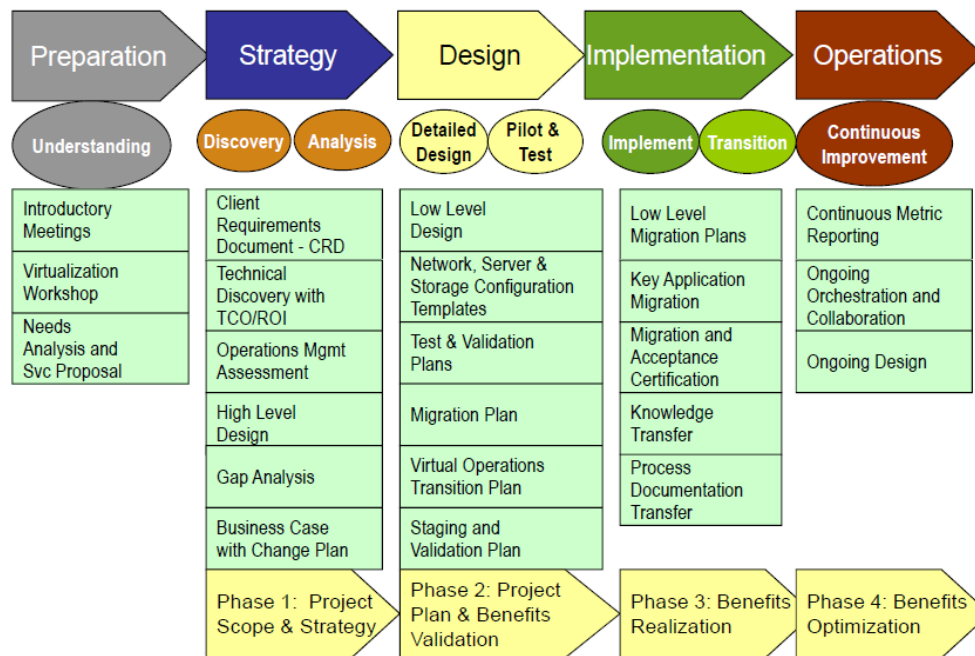 Preparation
Strategy
Design
Implementation
Operations
Understanding
Discovery
Analysis
Detailed
Design
Pilot &
Test
Implement
Transition
Continuous
Improvement
Introductory
Meetings
Virtualization
Workshop
Needs
Analysis and
Svc Proposal
Client
Requirements
Document - CRD
Technical
Discovery with
TCO/ROI
Operations Mgmt
Assessment
High Level
Design
Gap Analysis
Business Case
with Change Plan
Low Level
Design
Network, Server &
Storage Configuration
Templates
Test & Validation
Plans
Migration Plan
Virtual Operations
Transition Plan
Staging and
Validation Plan
Low Level
Migration Plans
Key Application
Migration
Migration and
Acceptance
Certification
Knowledge
Transfer
Process
Documentation
Transfer
Continuous Metric
Reporting
Ongoing
Orchestration and
Collaboration
Ongoing Design
Phase 1: Project
Scope & Strategy
Phase 2: Project
Plan & Benefits
Validation
Phase 3: Benefits
Realization
Phase 4: Benefits
Optimization